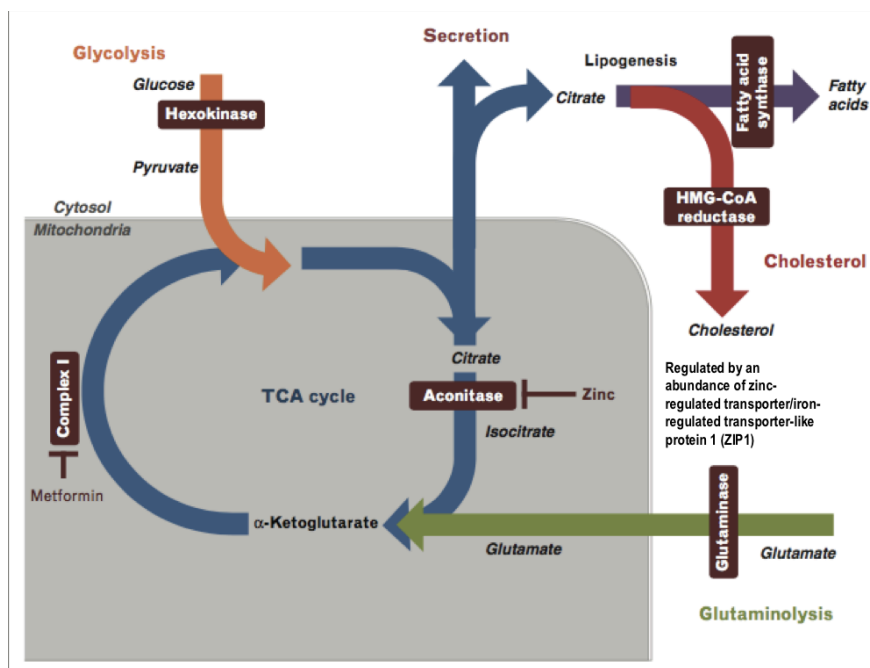 Glycolysis
Glucose
Hexokinase
Pyruvate
Cytosol
Mitochondria
Secretion
Lipogenesis
Citrate
Fatty acid
synthase
Fatty
acids
HMG-CoA
reductase
Cholesterol
Cholesterol
Citrate
TCA cycle
Aconitase
Zinc
Isocitrate
Regulated by an
abundance of zinc-
regulated transporter/iron-
regulated transporter-like
protein 1 (ZIP1)
Complex I
Metformin
α-Ketoglutarate
Glutamate
Glutaminase
Glutamate
Glutaminolysis